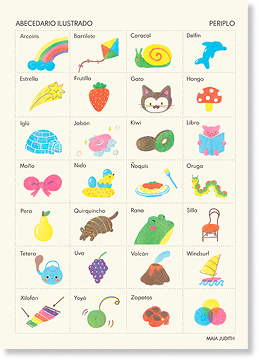 ABECEDARIO ILUSTRADO PERIPLO
Arcoiris Barrilete Caracol Delfín
Estrella Frutilla Gato Hongo
Iglú Jabón Kiwi Libro
Moño Nido Ñoquis Oruga
Pera Quirquincho Rana Silla
Tetera Uva Volcán Windsurf
Xilofón Yoyó Zapatos
MAIA JUDITH